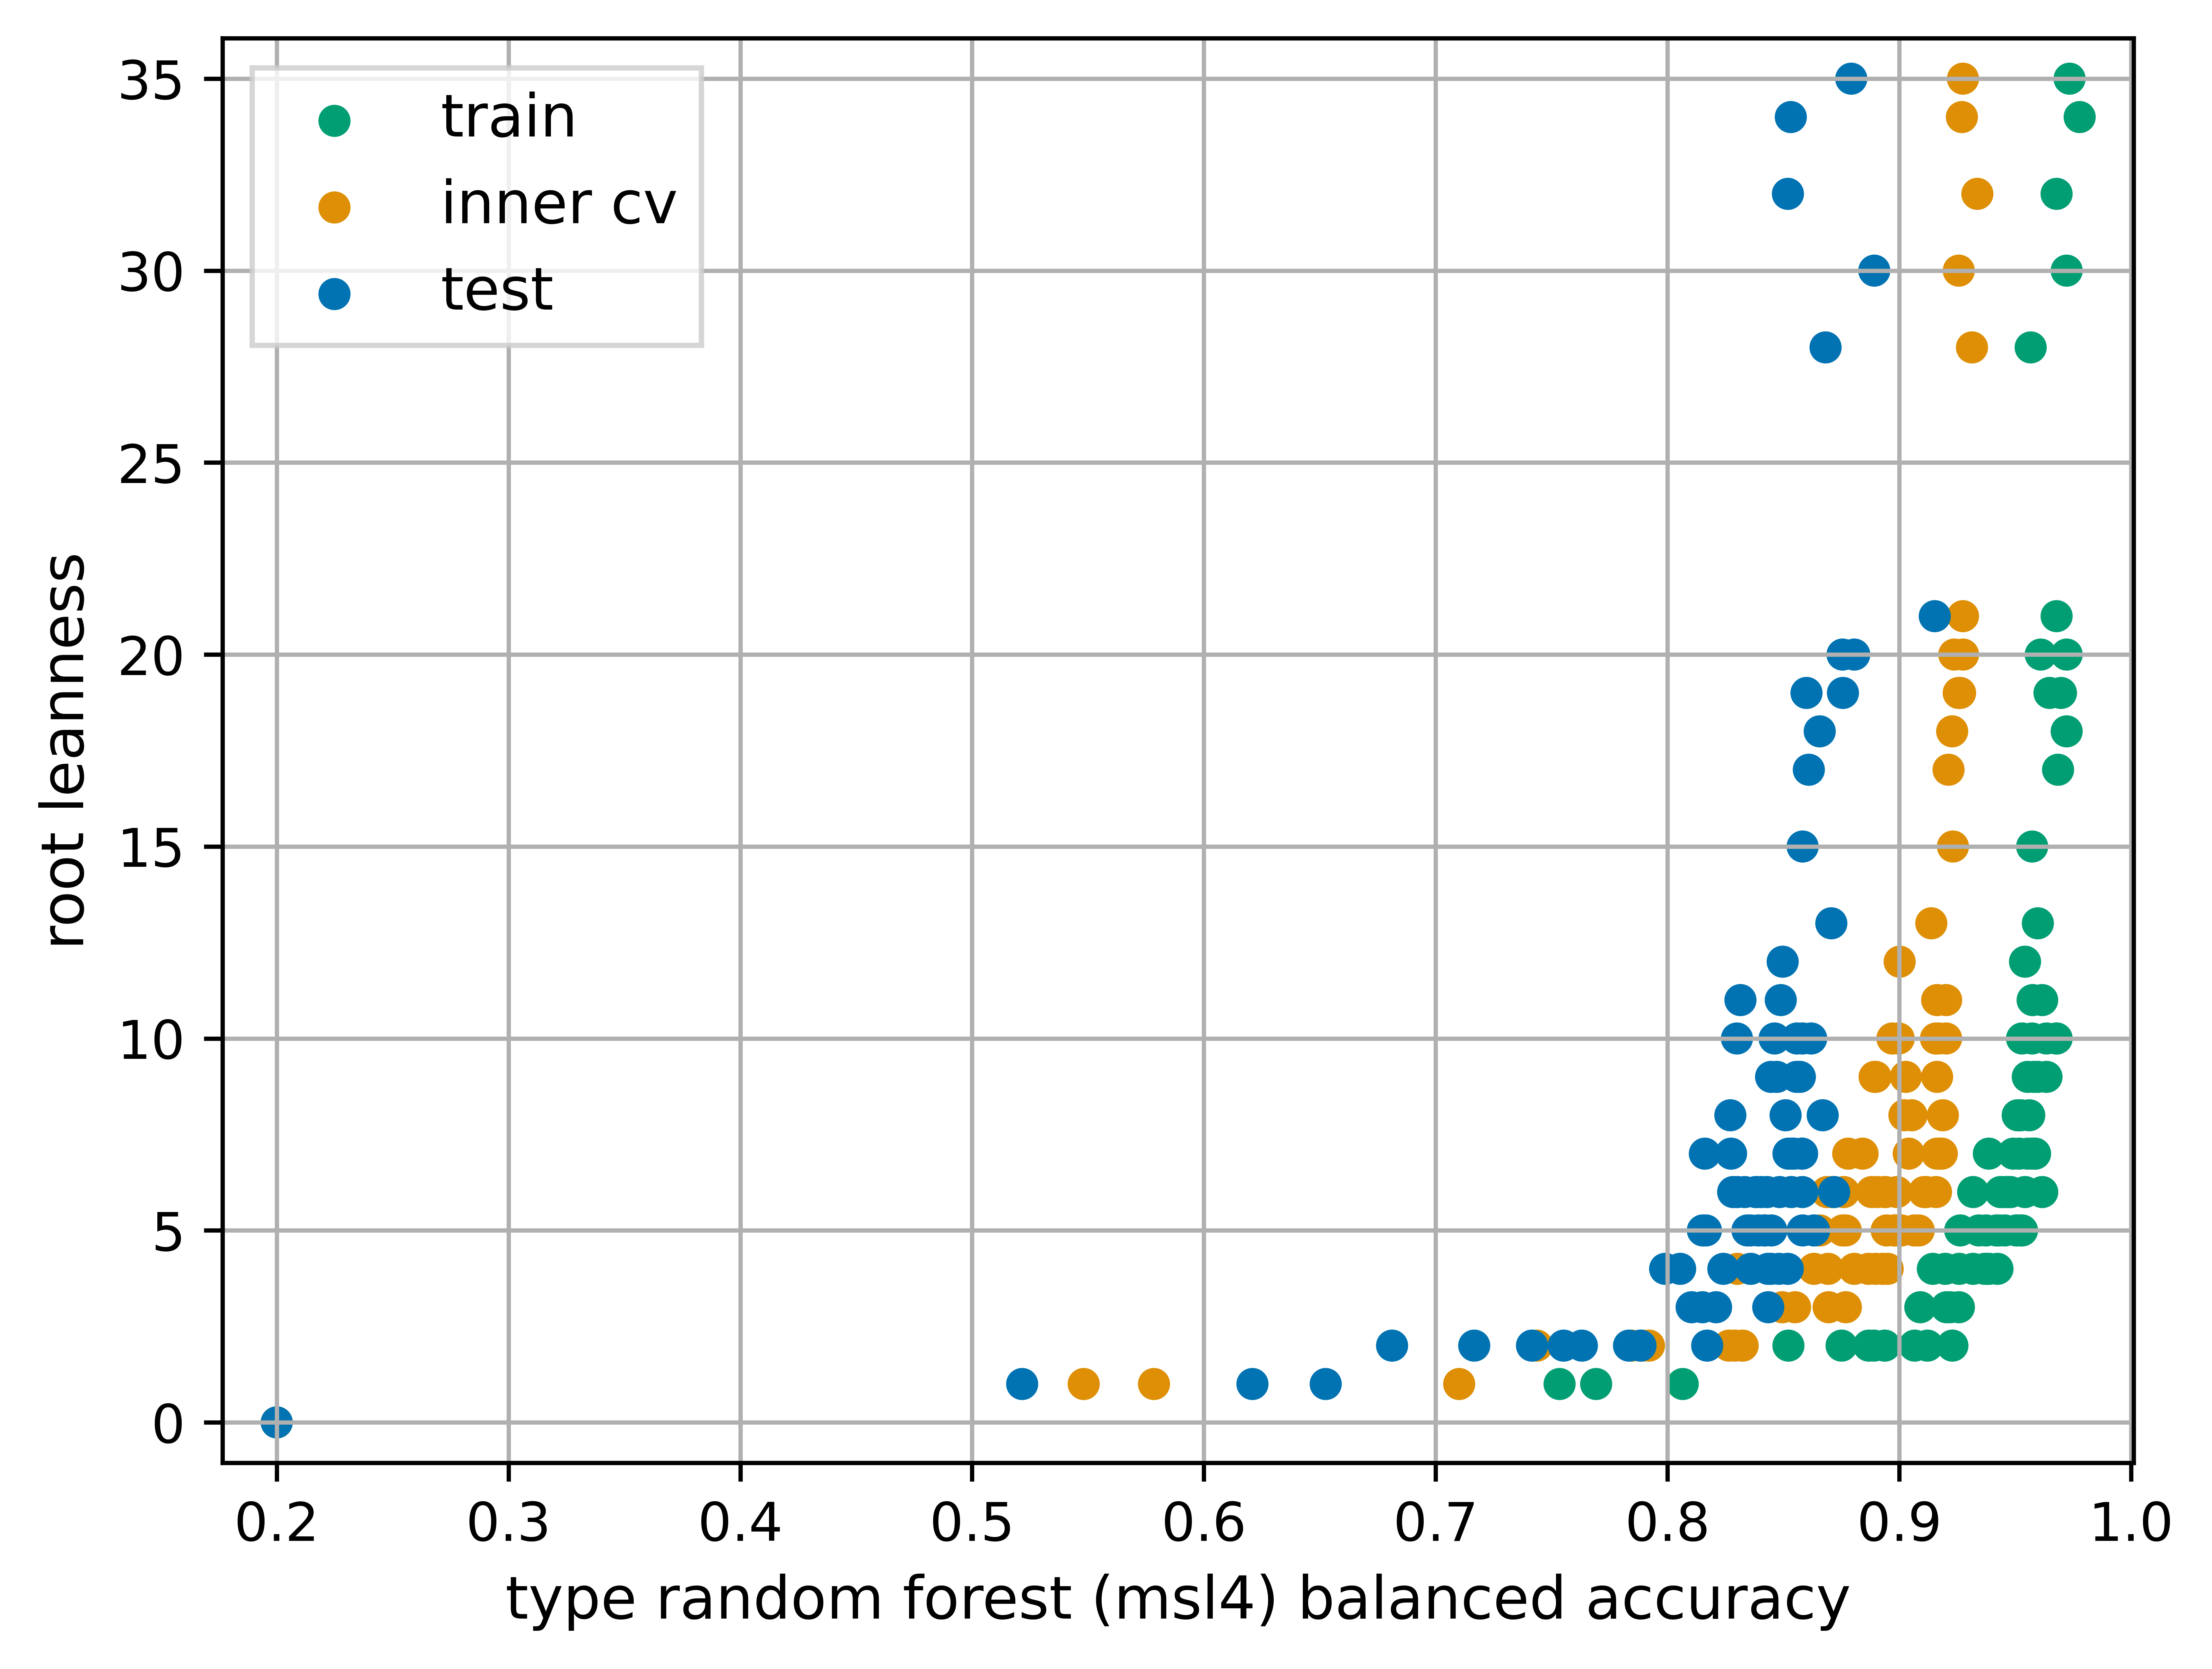 35
30
25
20
15
10
5
0
root leanness
train
inner cv
test
0.2 0.3 0.4 0.5 0.6 0.7 0.8 0.9 1.0
type random forest (msl4) balanced accuracy